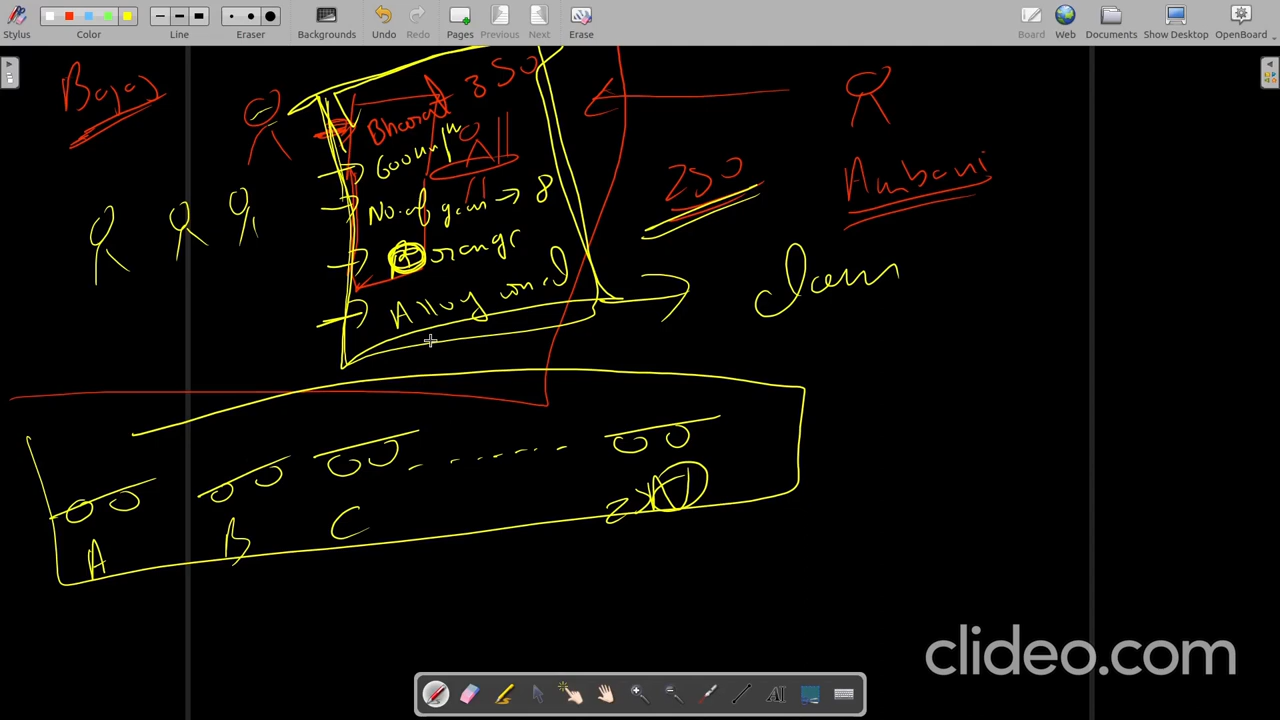 Stylus Color Line Eraser Backgrounds Undo Redo Pages Previous Next Erase Board Web Documents Show Desktop OpenBoard
Bajaj
350
Bharat
No. of gear → 8
orange
Alloy
250
Ambani
A
B
C
clideo.com